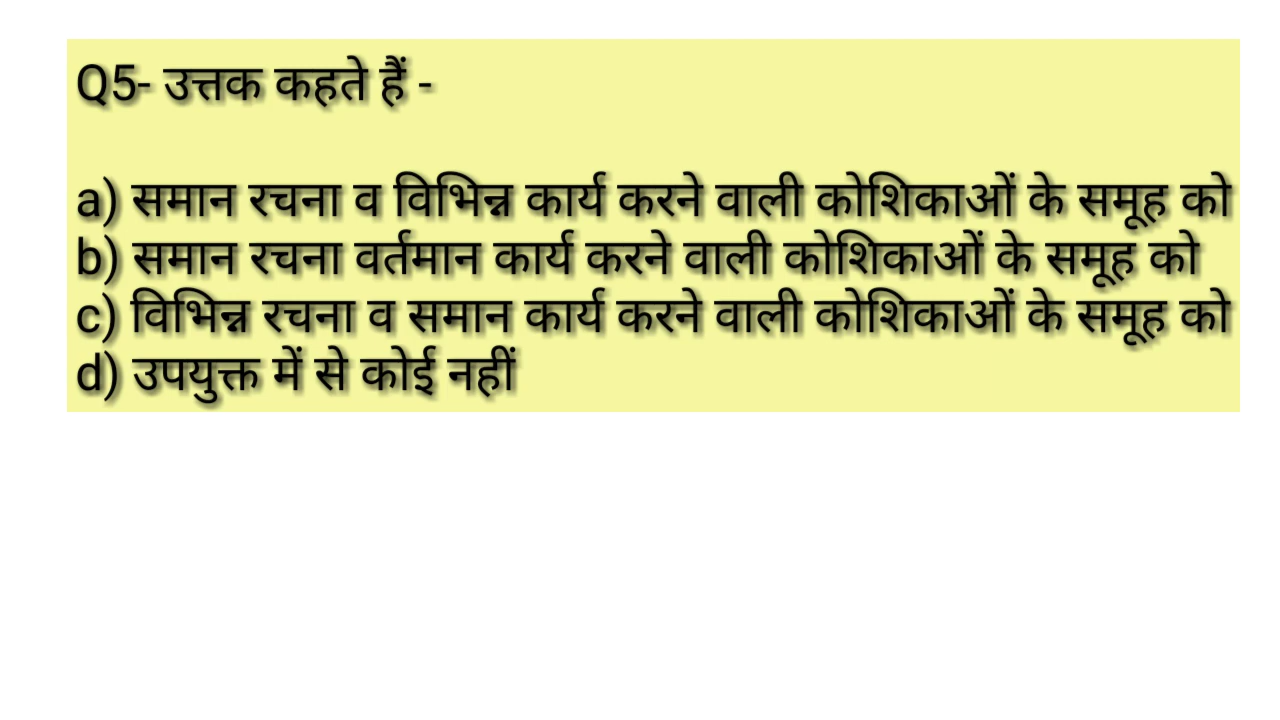 Q5- उत्तक कहते हैं -
a) समान रचना व विभिन्न कार्य करने वाली कोशिकाओं के समूह को
b) समान रचना वर्तमान कार्य करने वाली कोशिकाओं के समूह को
c) विभिन्न रचना व समान कार्य करने वाली कोशिकाओं के समूह को
d) उपयुक्त में से कोई नहीं